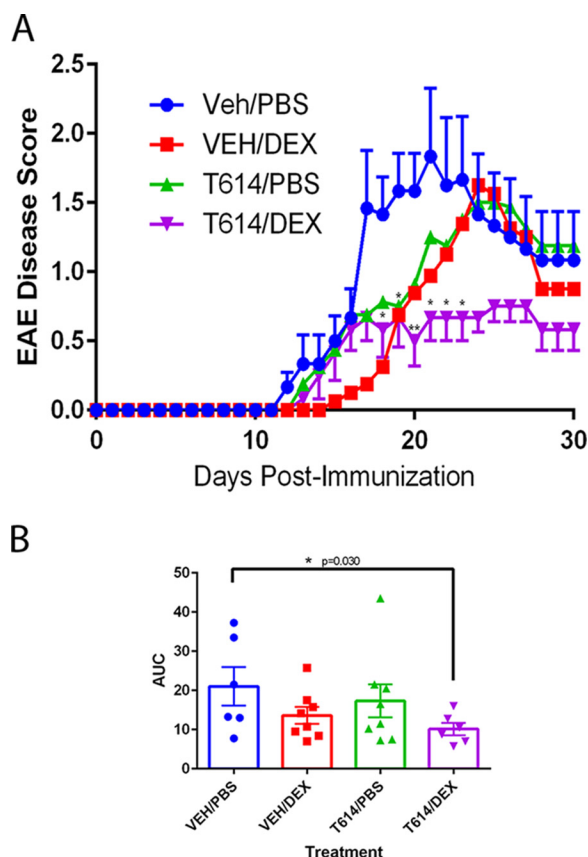 A
2.5
2.0
1.5
1.0
0.5
0.0
EAE Disease Score
Veh/PBS
VEH/DEX
T614/PBS
T614/DEX
* * ** * * *
0 10 20 30
Days Post-Immunization
B
* p=0.030
50
40
30
20
10
0
AUC
VEH/PBS
VEH/DEX
T614/PBS
T614/DEX
Treatment